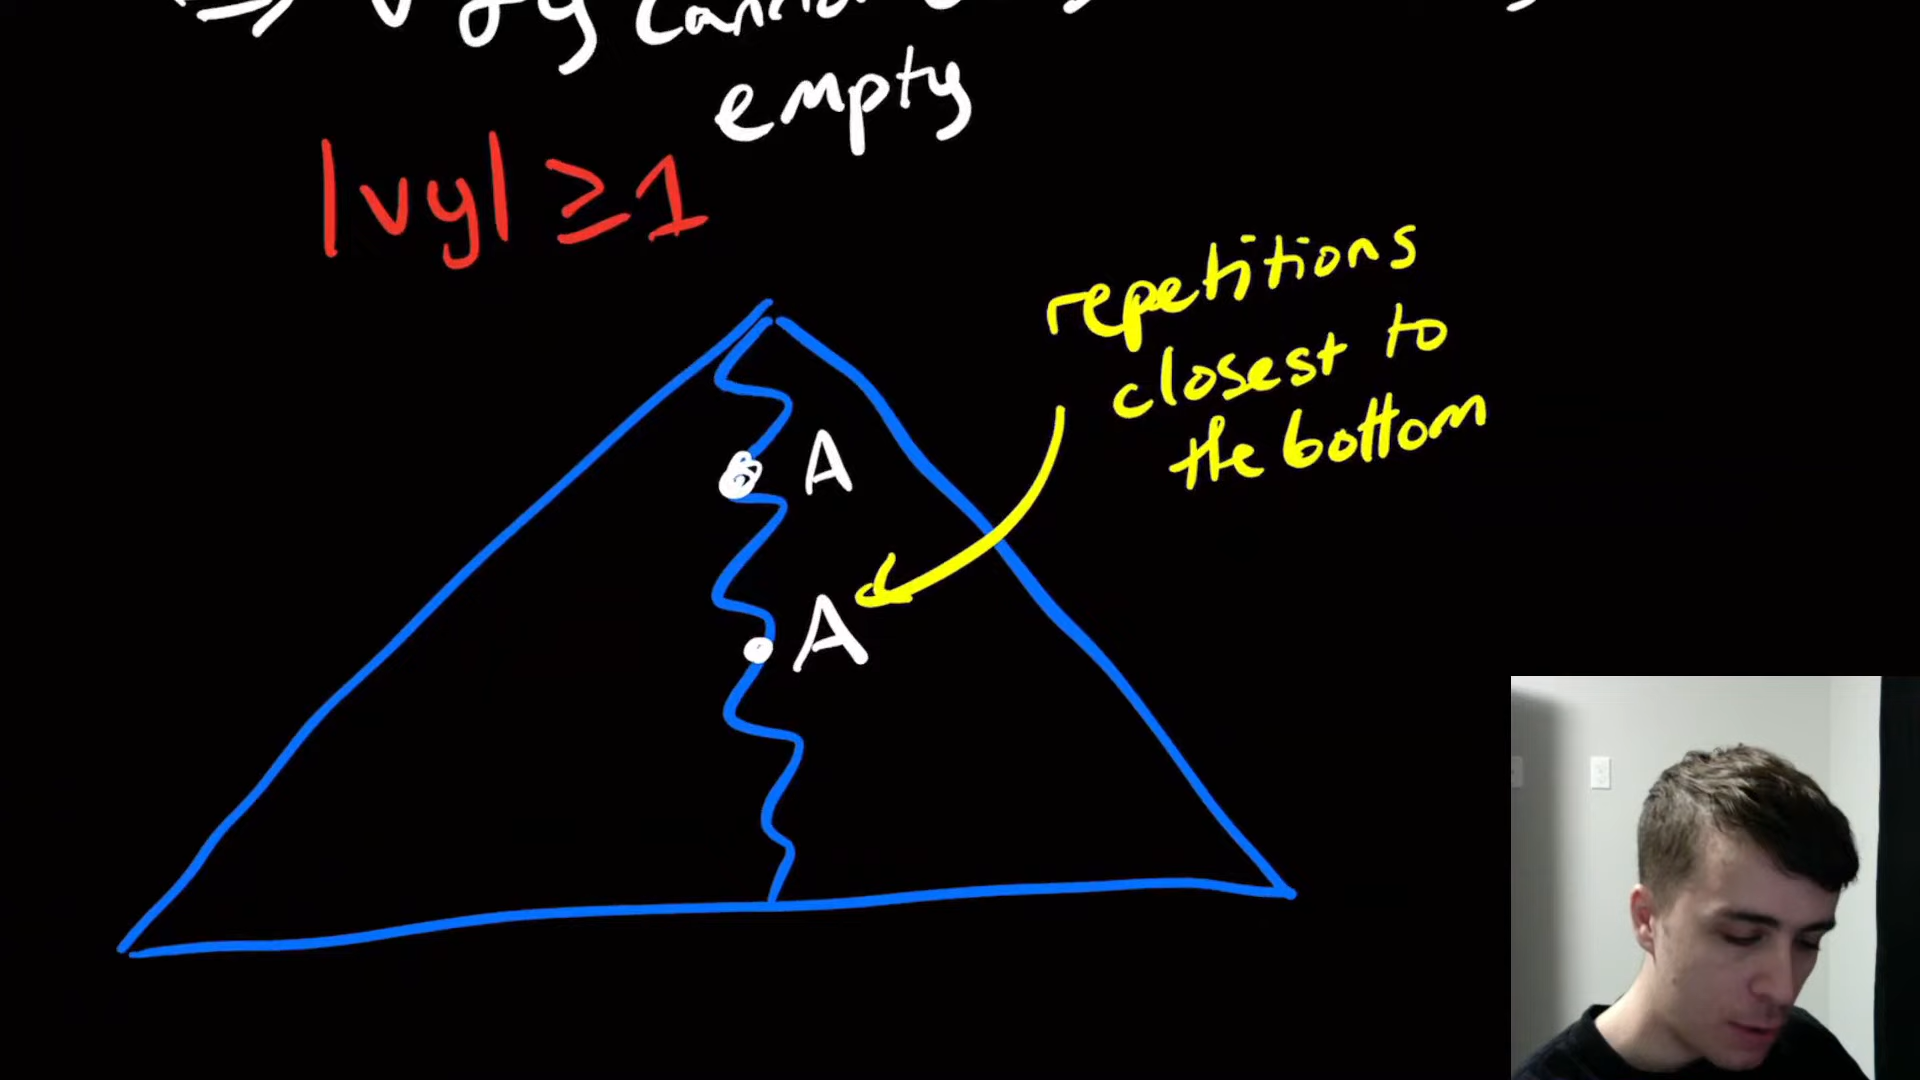 empty
|vy| ≥ 1
repetitions
closest to
the bottom
A
A